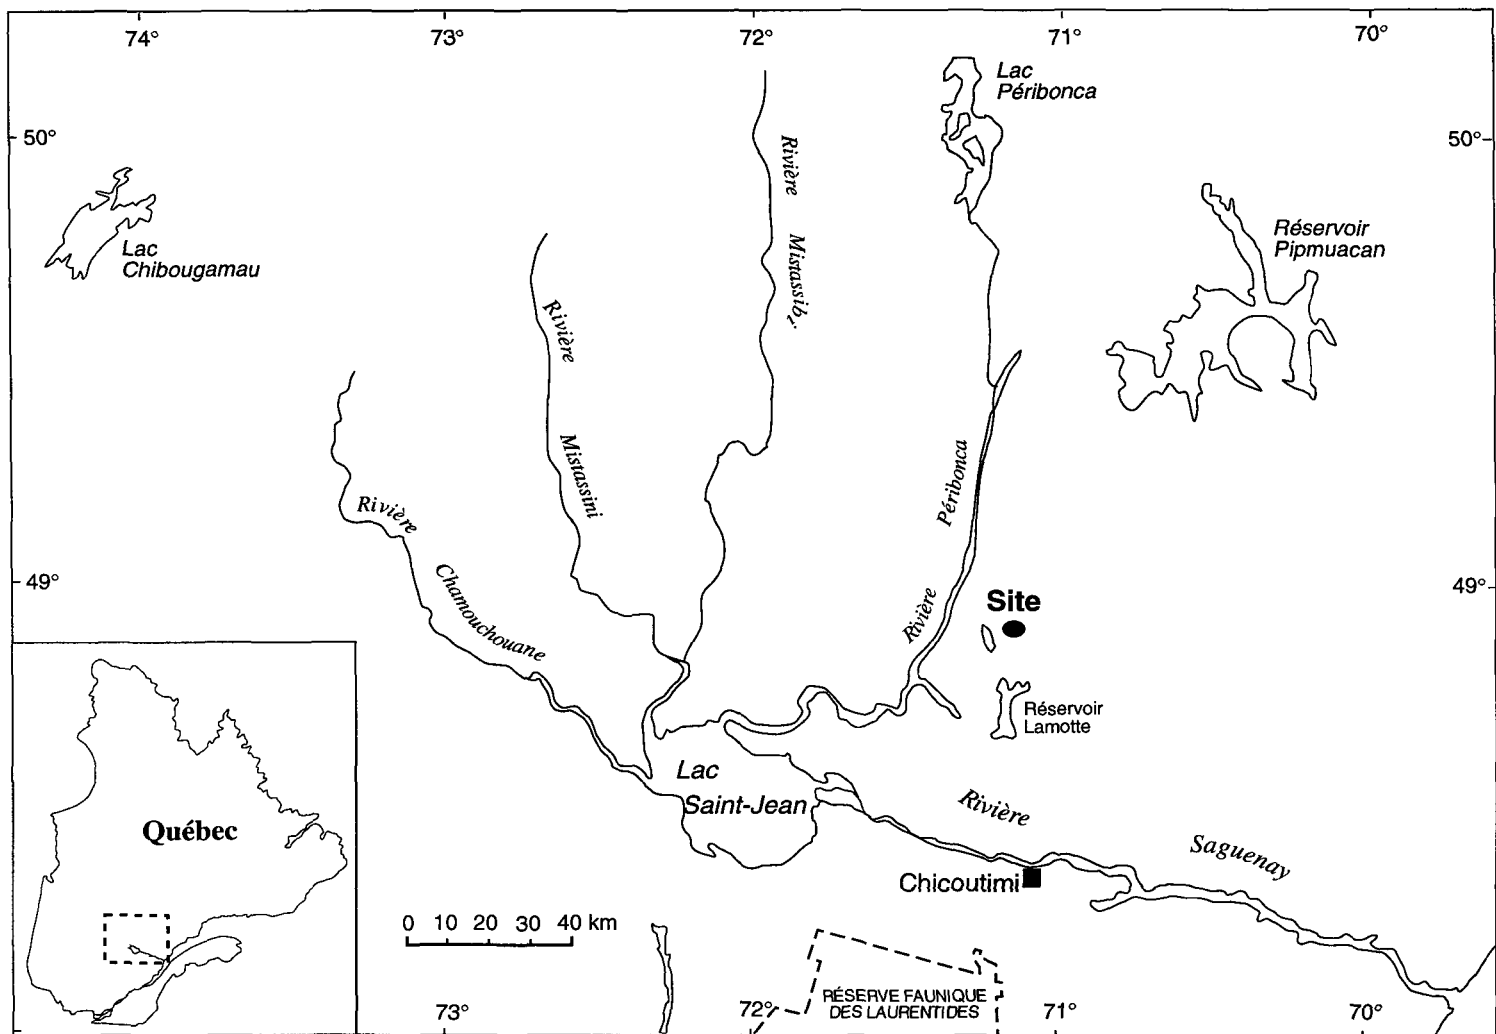 74°
73°
72°
71°
70°
Lac
Péribonca
50°
50°
Rivière
Mistassibi
Réservoir
Pipmuacan
Lac
Chibougamau
Rivière
Mistassini
Rivière
Péribonca
Rivière
Chamouchouane
49°
49°
Site
Réservoir
Lamotte
Lac
Saint-Jean
Rivière
Saguenay
Québec
Chicoutimi
0 10 20 30 40 km
RÉSERVE FAUNIQUE
DES LAURENTIDES
73°
72°
71°
70°